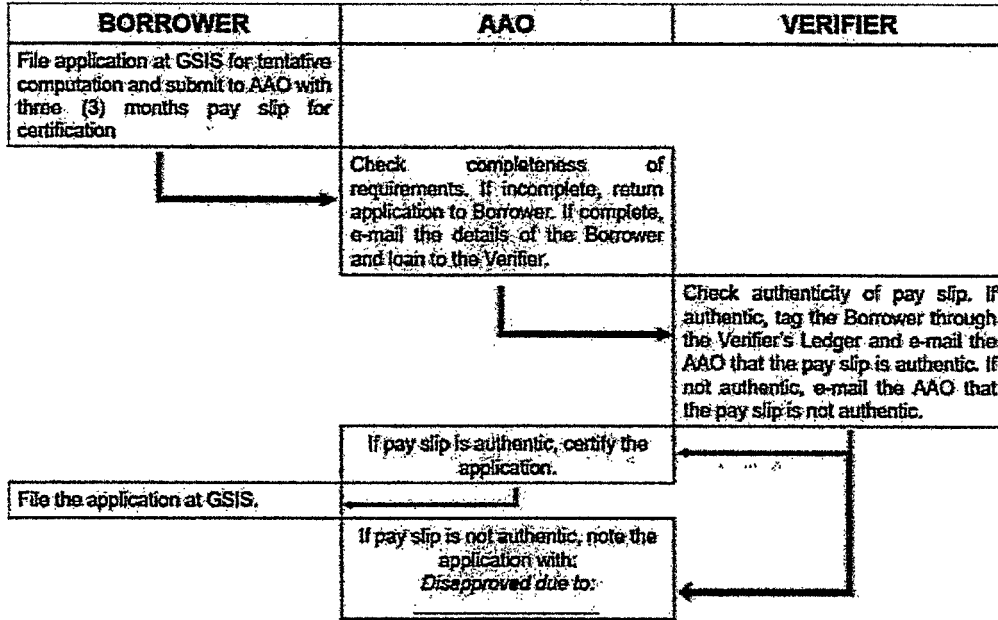 BORROWER AAO VERIFIER
File application at GSIS for tentative
computation and submit to AAO with
three (3) months pay slip for
certification
Check completeness of
requirements. If incomplete, return
application to Borrower. If complete,
e-mail the details of the Borrower
and loan to the Verifier.
Check authenticity of pay slip. If
authentic, tag the Borrower through
the Verifier's Ledger and e-mail the
AAO that the pay slip is authentic. If
not authentic, e-mail the AAO that
the pay slip is not authentic.
If pay slip is authentic, certify the
application.
File the application at GSIS.
If pay slip is not authentic, note the
application with:
Disapproved due to: